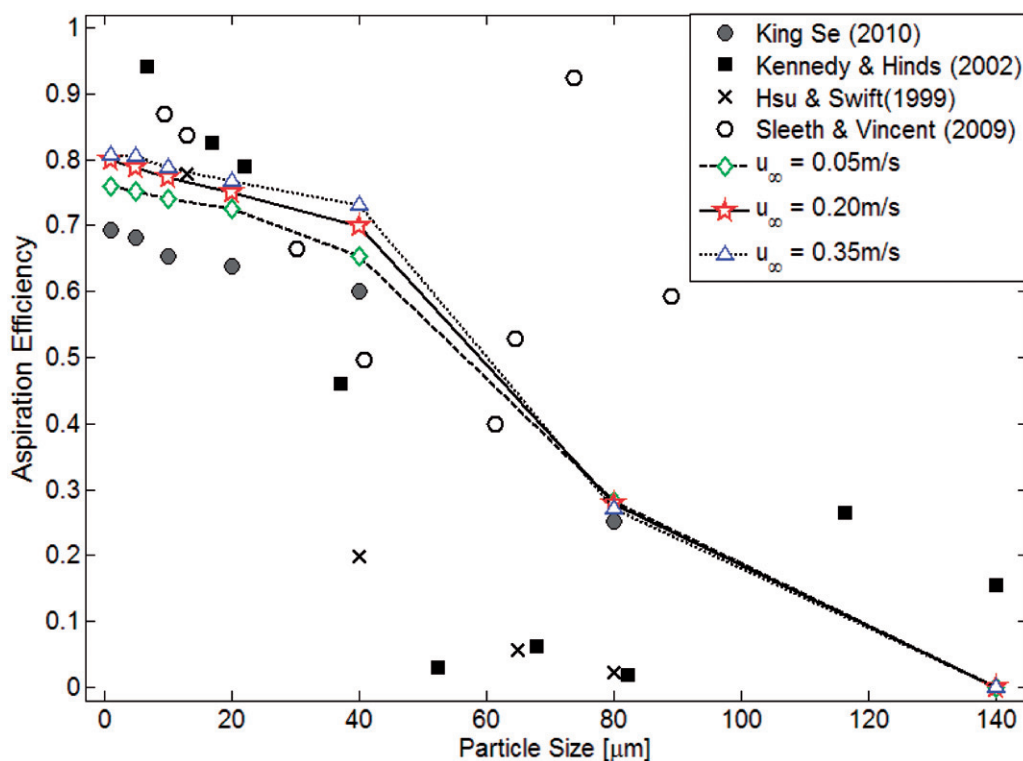 King Se (2010)
Kennedy & Hinds (2002)
Hsu & Swift(1999)
Sleeth & Vincent (2009)
u∞ = 0.05m/s
u∞ = 0.20m/s
u∞ = 0.35m/s
Aspiration Efficiency
1
0.9
0.8
0.7
0.6
0.5
0.4
0.3
0.2
0.1
0
0 20 40 60 80 100 120 140
Particle Size [μm]